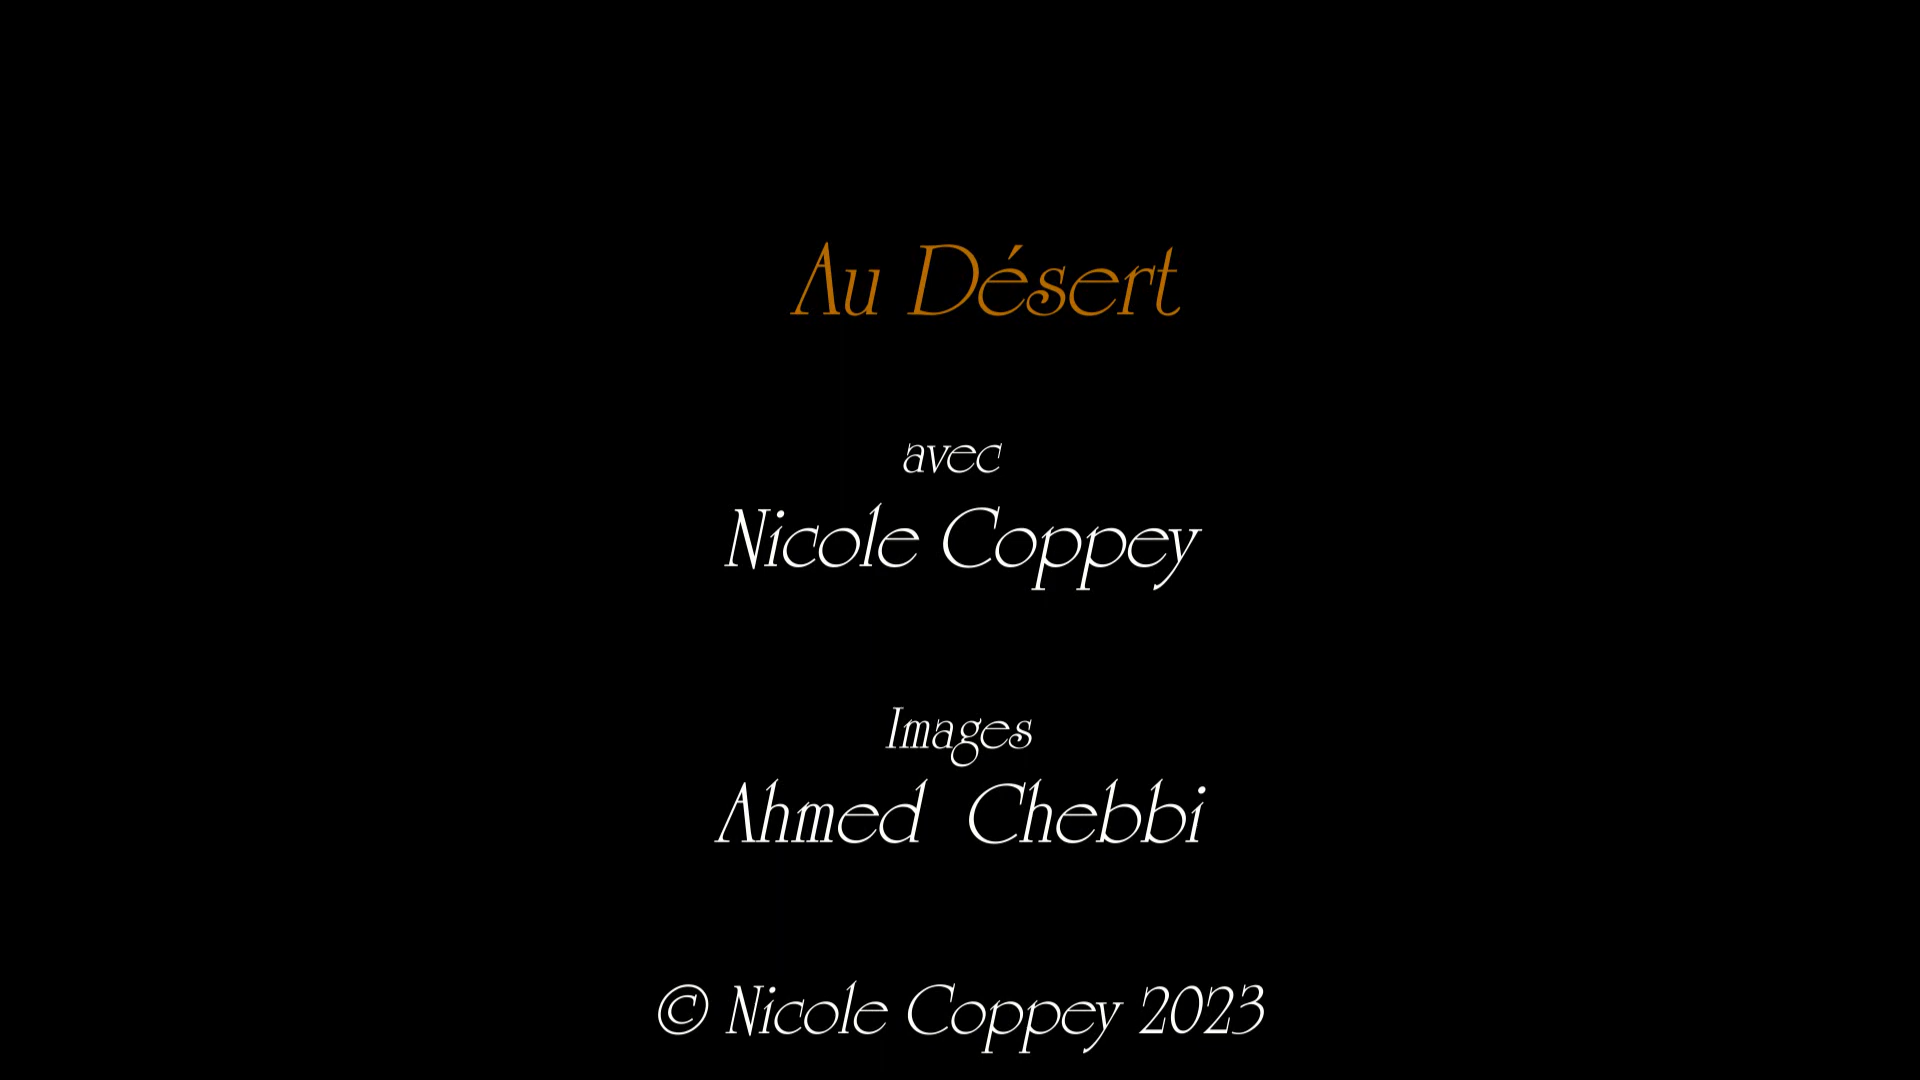 Au Désert
avec
Nicole Coppey
Images
Ahmed Chebbi
© Nicole Coppey 2023